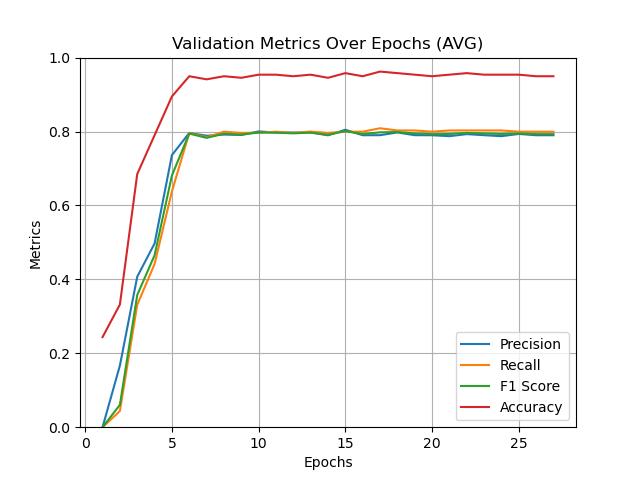 Validation Metrics Over Epochs (AVG)
1.0
0.8
0.6
0.4
0.2
0.0
Metrics
0 5 10 15 20 25
Epochs
Precision
Recall
F1 Score
Accuracy